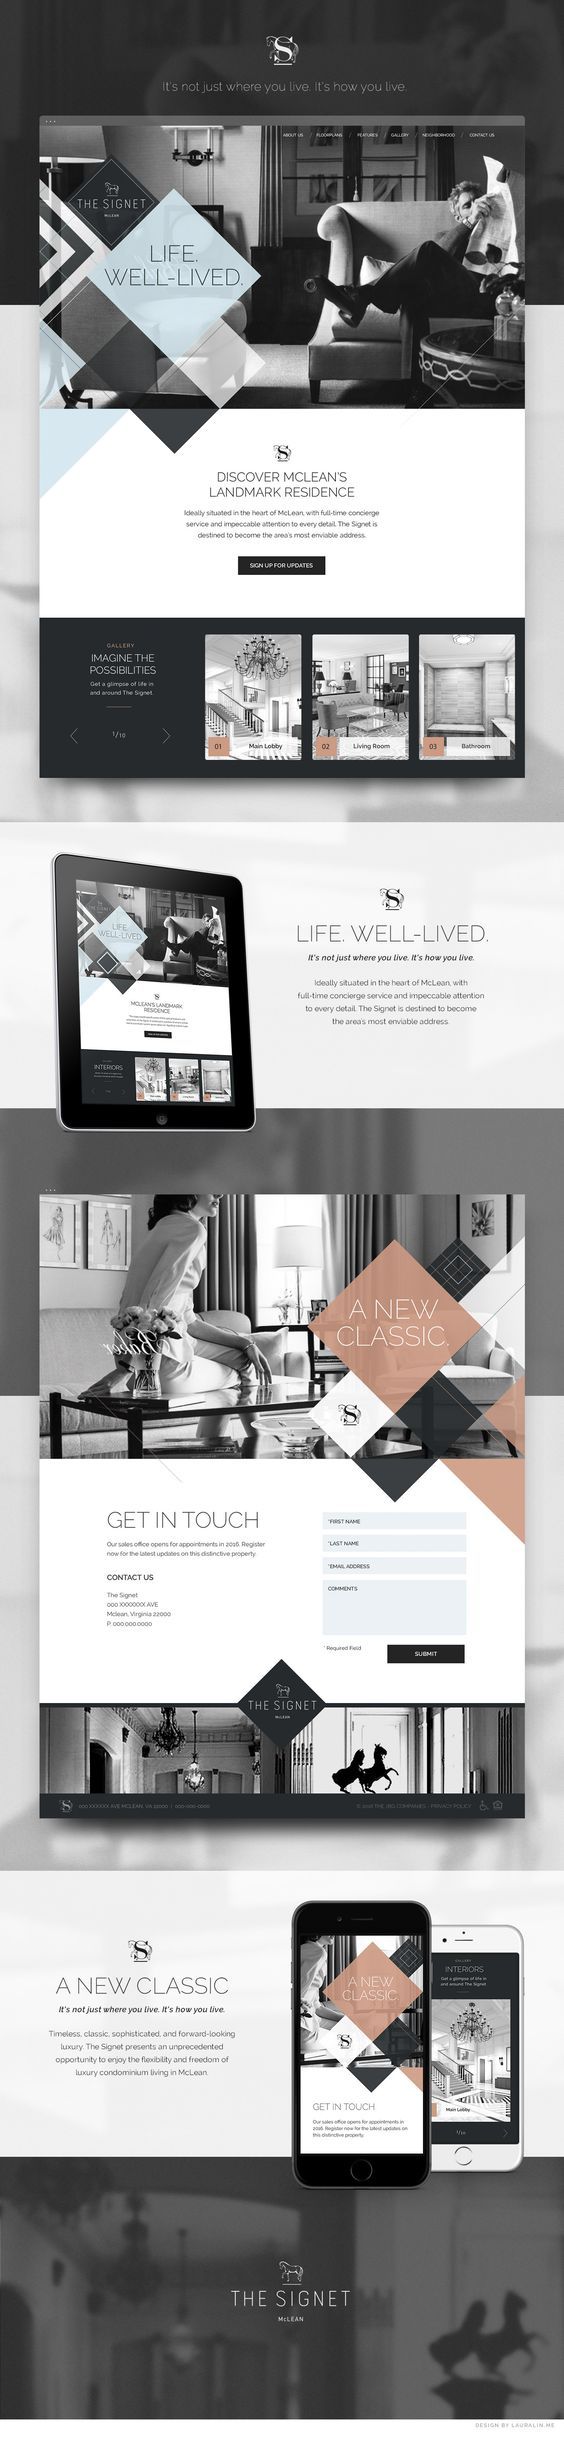 S
It's not just where you live. It's how you live.
ABOUT US / FLOORPLANS / FEATURES / GALLERY / NEIGHBORHOOD / CONTACT US
THE SIGNET
McLEAN
LIFE.
WELL-LIVED.
S
DISCOVER MCLEAN'S
LANDMARK RESIDENCE
Ideally situated in the heart of McLean, with full-time concierge
service and impeccable attention to every detail. The Signet is
destined to become the area's most enviable address.
SIGN UP FOR UPDATES
GALLERY
IMAGINE THE
POSSIBILITIES
Get a glimpse of life in
and around The Signet.
1/10
01 Main Lobby
02 Living Room
03 Bathroom
THE SIGNET
LIFE.
WELL-LIVED.
S
MCLEAN'S LANDMARK
RESIDENCE
INTERIORS
S
LIFE. WELL-LIVED.
It's not just where you live. It's how you live.
Ideally situated in the heart of McLean, with
full-time concierge service and impeccable attention
to every detail. The Signet is destined to become
the area's most enviable address.
Baker
A NEW
CLASSIC.
S
GET IN TOUCH
Our sales office opens for appointments in 2016. Register
now for the latest updates on this distinctive property.
CONTACT US
The Signet
000 XXXXXXX AVE
Mclean, Virginia 22000
P. 000.000.0000
*FIRST NAME
*LAST NAME
*EMAIL ADDRESS
COMMENTS
* Required Field
SUBMIT
THE SIGNET
McLEAN
S
000 XXXXXX AVE MCLEAN, VA 22000 | 000-000-0000
© 2016 THE JBG COMPANIES - PRIVACY POLICY
S
A NEW CLASSIC
It's not just where you live. It's how you live.
Timeless, classic, sophisticated, and forward-looking
luxury. The Signet presents an unprecedented
opportunity to enjoy the flexibility and freedom of
luxury condominium living in McLean.
A NEW
CLASSIC.
S
GET IN TOUCH
Our sales office opens for appointments in
2016. Register now for the latest updates on
this distinctive property.
GALLERY
INTERIORS
Get a glimpse of life in
and around The Signet
Main Lobby
1/10
THE SIGNET
McLEAN
DESIGN BY LAURALIN.ME